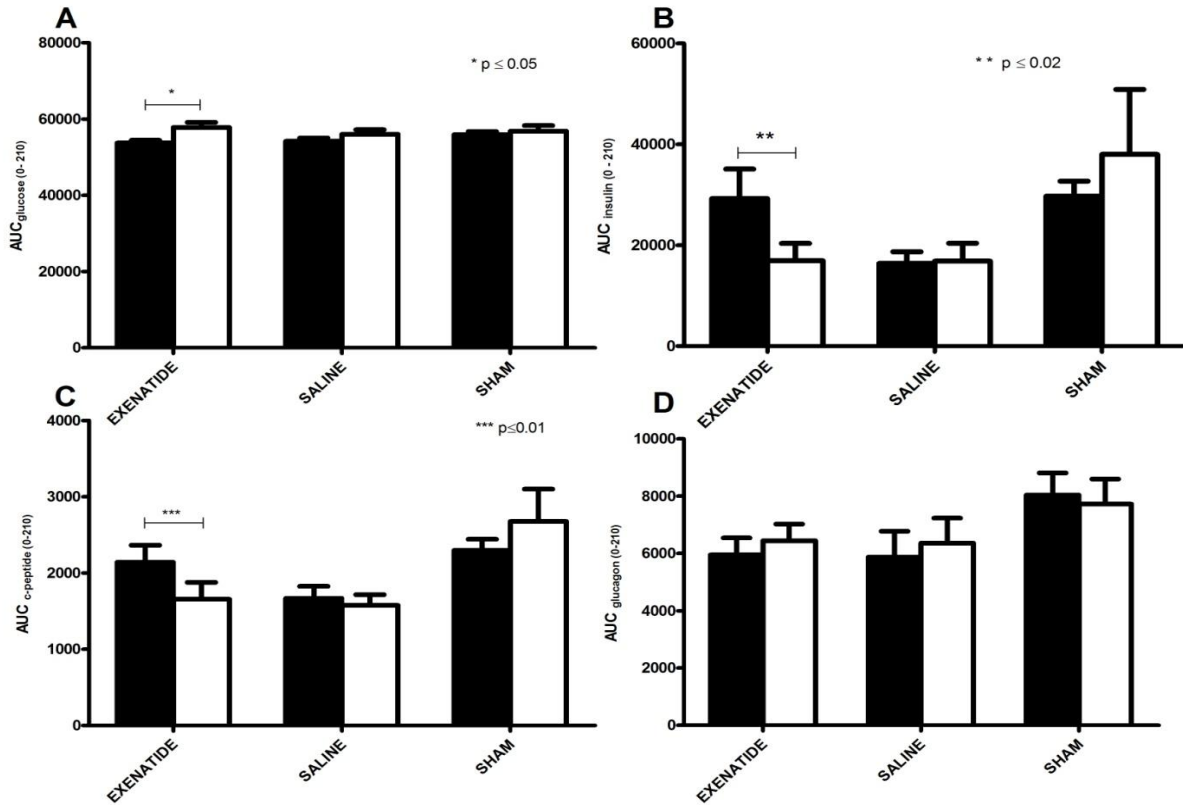 A
80000
60000
40000
20000
0
AUCglucose (0- 210)
*
* p ≤ 0.05
EXENATIDE
SALINE
SHAM
B
60000
40000
20000
0
AUC insulin (0 - 210)
**
* * p ≤ 0.02
EXENATIDE
SALINE
SHAM
C
4000
3000
2000
1000
0
AUC c-peptide (0-210)
***
*** p≤0.01
EXENATIDE
SALINE
SHAM
D
10000
8000
6000
4000
2000
0
AUC glucagon (0-210)
EXENATIDE
SALINE
SHAM